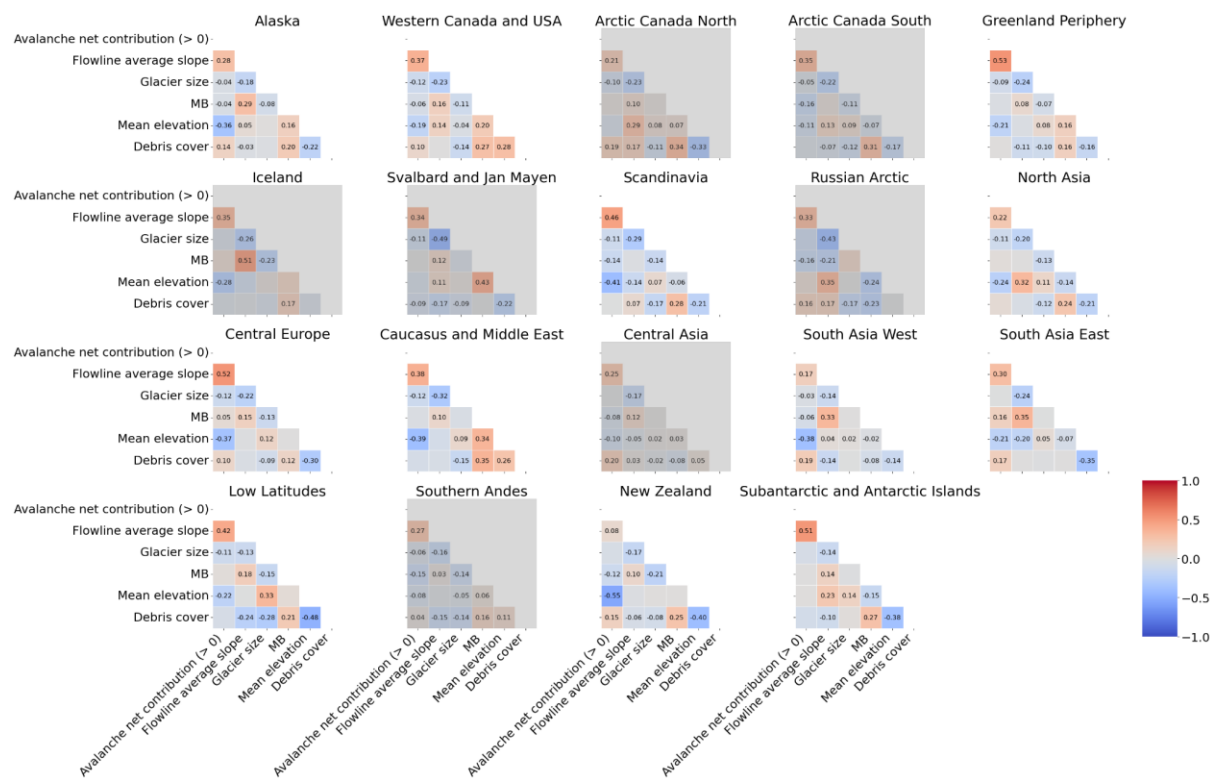 Alaska Western Canada and USA Arctic Canada North Arctic Canada South Greenland Periphery
Avalanche net contribution (> 0)
Flowline average slope 0.28 0.37 0.21 0.35 0.53
Glacier size -0.04 -0.18 -0.12 -0.23 -0.10 -0.23 -0.05 -0.22 -0.09 -0.24
MB -0.04 0.29 -0.08 -0.06 0.16 -0.11 0.10 -0.16 -0.11 0.08 -0.07
Mean elevation -0.36 0.05 0.16 -0.19 0.14 -0.04 0.20 0.29 0.08 0.07 -0.11 0.13 0.09 -0.07 -0.21 0.08 0.16
Debris cover 0.14 -0.03 0.20 -0.22 0.10 -0.14 0.27 0.28 0.19 0.17 -0.11 0.34 -0.33 -0.07 -0.12 0.31 -0.17 -0.11 -0.10 0.16 -0.16
Iceland Svalbard and Jan Mayen Scandinavia Russian Arctic North Asia
Avalanche net contribution (> 0)
Flowline average slope 0.35 0.34 0.46 0.33 0.22
Glacier size -0.26 -0.11 -0.49 -0.11 -0.29 -0.43 -0.11 -0.20
MB 0.51 -0.23 0.12 -0.14 -0.14 -0.16 -0.21 -0.13
Mean elevation -0.28 0.11 0.43 -0.41 -0.14 0.07 -0.06 0.35 -0.24 -0.24 0.32 0.11 -0.14
Debris cover 0.17 -0.09 -0.17 -0.09 -0.22 0.07 -0.17 0.28 -0.21 0.16 0.17 -0.17 -0.23 -0.12 0.24 -0.21
Central Europe Caucasus and Middle East Central Asia South Asia West South Asia East
Avalanche net contribution (> 0)
Flowline average slope 0.52 0.38 0.25 0.17 0.30
Glacier size -0.12 -0.22 -0.12 -0.32 -0.17 -0.03 -0.14 -0.24
MB 0.05 0.15 -0.13 0.10 -0.08 0.12 -0.06 0.33 0.16 0.35
Mean elevation -0.37 0.12 -0.39 0.09 0.34 -0.10 -0.05 0.02 0.03 -0.38 0.04 0.02 -0.02 -0.21 -0.20 0.05 -0.07
Debris cover 0.10 -0.09 0.12 -0.30 -0.15 0.35 0.26 0.20 0.03 -0.02 -0.08 0.05 0.19 -0.14 -0.08 -0.14 0.17 -0.35
Low Latitudes Southern Andes New Zealand Subantarctic and Antarctic Islands
Avalanche net contribution (> 0)
Flowline average slope 0.42 0.27 0.08 0.51
Glacier size -0.11 -0.13 -0.06 -0.16 -0.17 -0.14
MB 0.18 -0.15 -0.15 0.03 -0.14 -0.12 0.10 -0.21 0.14
Mean elevation -0.22 0.33 -0.08 -0.05 0.06 -0.55 0.23 0.14 -0.15
Debris cover -0.24 -0.28 0.21 -0.48 0.04 -0.15 -0.14 0.16 0.11 0.15 -0.06 -0.08 0.25 -0.40 -0.10 0.27 -0.38
Avalanche net contribution (> 0)
Flowline average slope
Glacier size
MB
Mean elevation
Debris cover
Avalanche net contribution (> 0)
Flowline average slope
Glacier size
MB
Mean elevation
Debris cover
Avalanche net contribution (> 0)
Flowline average slope
Glacier size
MB
Mean elevation
Debris cover
Avalanche net contribution (> 0)
Flowline average slope
Glacier size
MB
Mean elevation
Debris cover
1.0
0.5
0.0
−0.5
−1.0